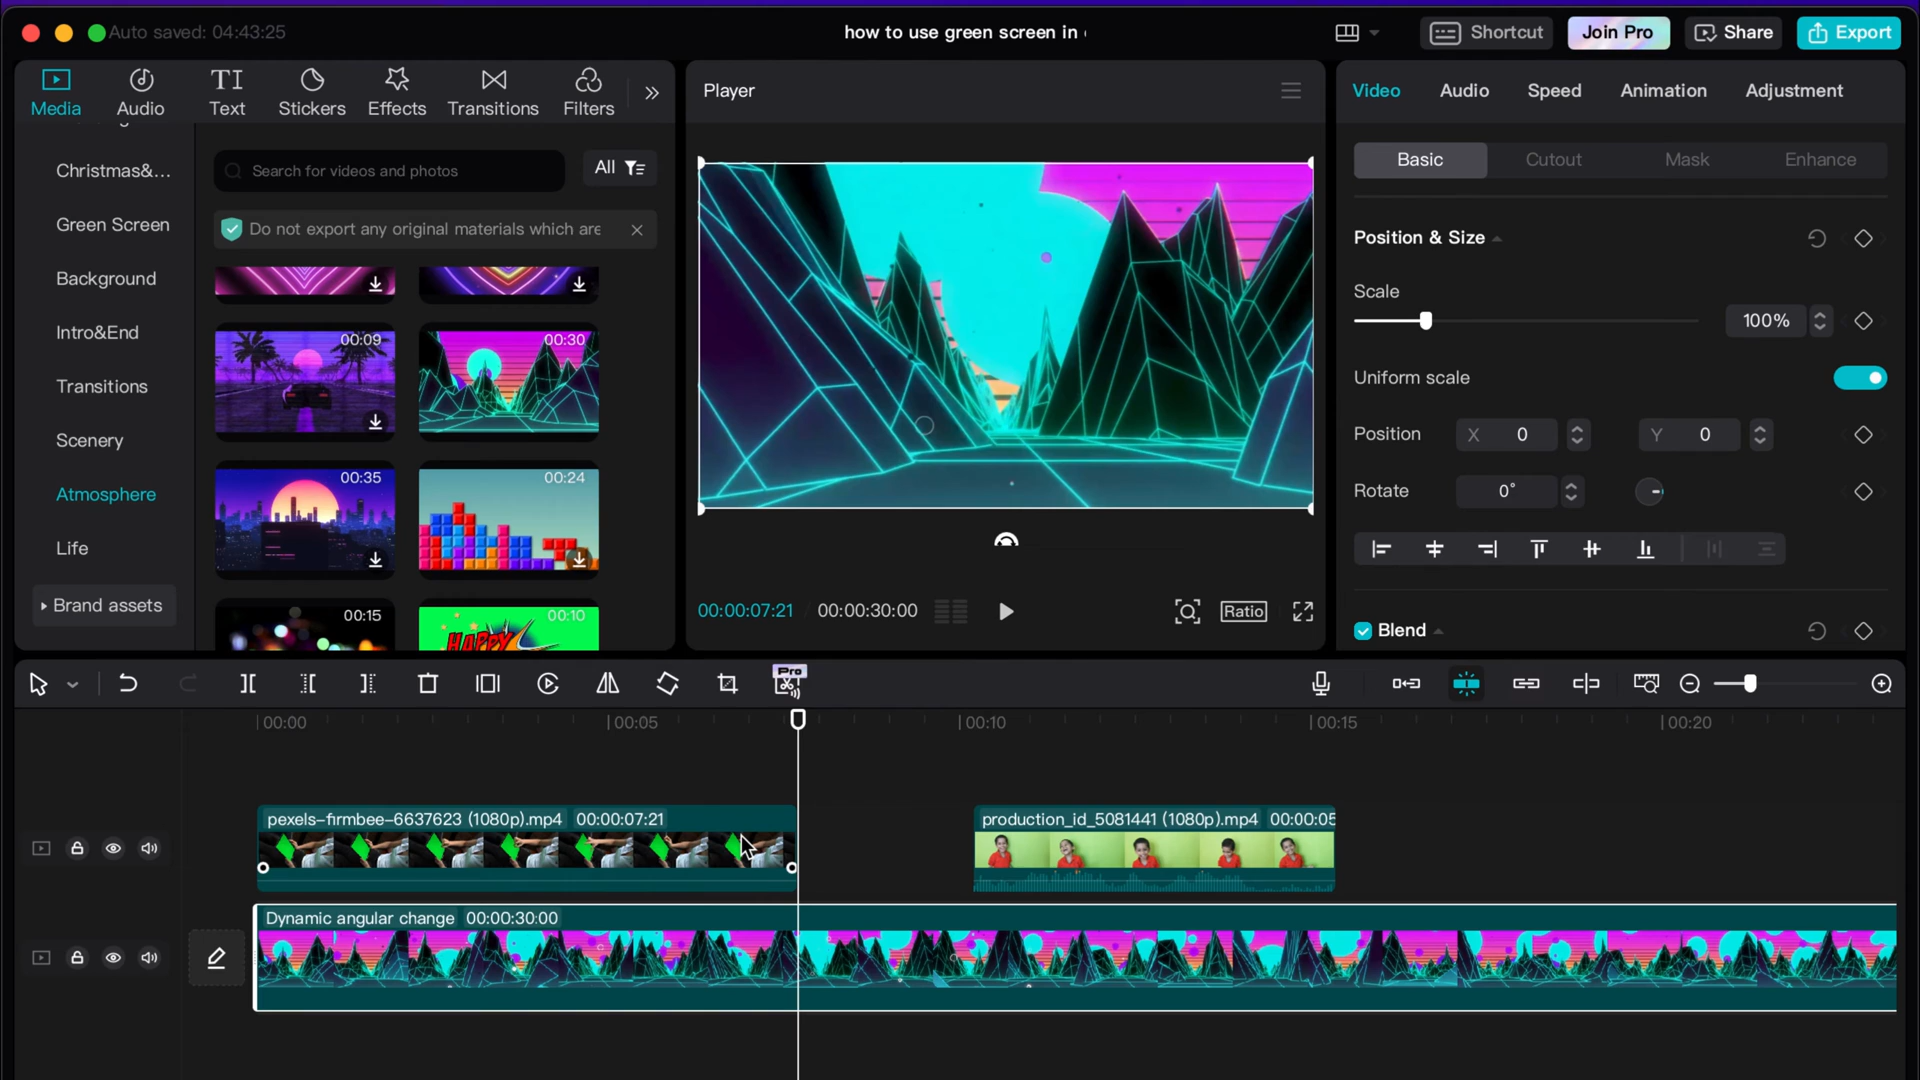 Auto saved: 04:43:25
how to use green screen in
Shortcut
Join Pro
Share
Export
Media
Audio
Text
Stickers
Effects
Transitions
Filters
Player
Video
Audio
Speed
Animation
Adjustment
Christmas&...
Green Screen
Background
Intro&End
Transitions
Scenery
Atmosphere
Life
Brand assets
Search for videos and photos
All
Do not export any original materials which are
00:09
00:30
00:35
00:24
00:15
00:10
HAPPY
Basic
Cutout
Mask
Enhance
Position & Size
Scale
100%
Uniform scale
Position
X 0
Y 0
Rotate
0°
Blend
00:00:07:21
00:00:30:00
Ratio
Pro
00:00
00:05
00:10
00:15
00:20
pexels-firmbee-6637623 (1080p).mp4 00:00:07:21
production_id_5081441 (1080p).mp4 00:00:05
Dynamic angular change 00:00:30:00